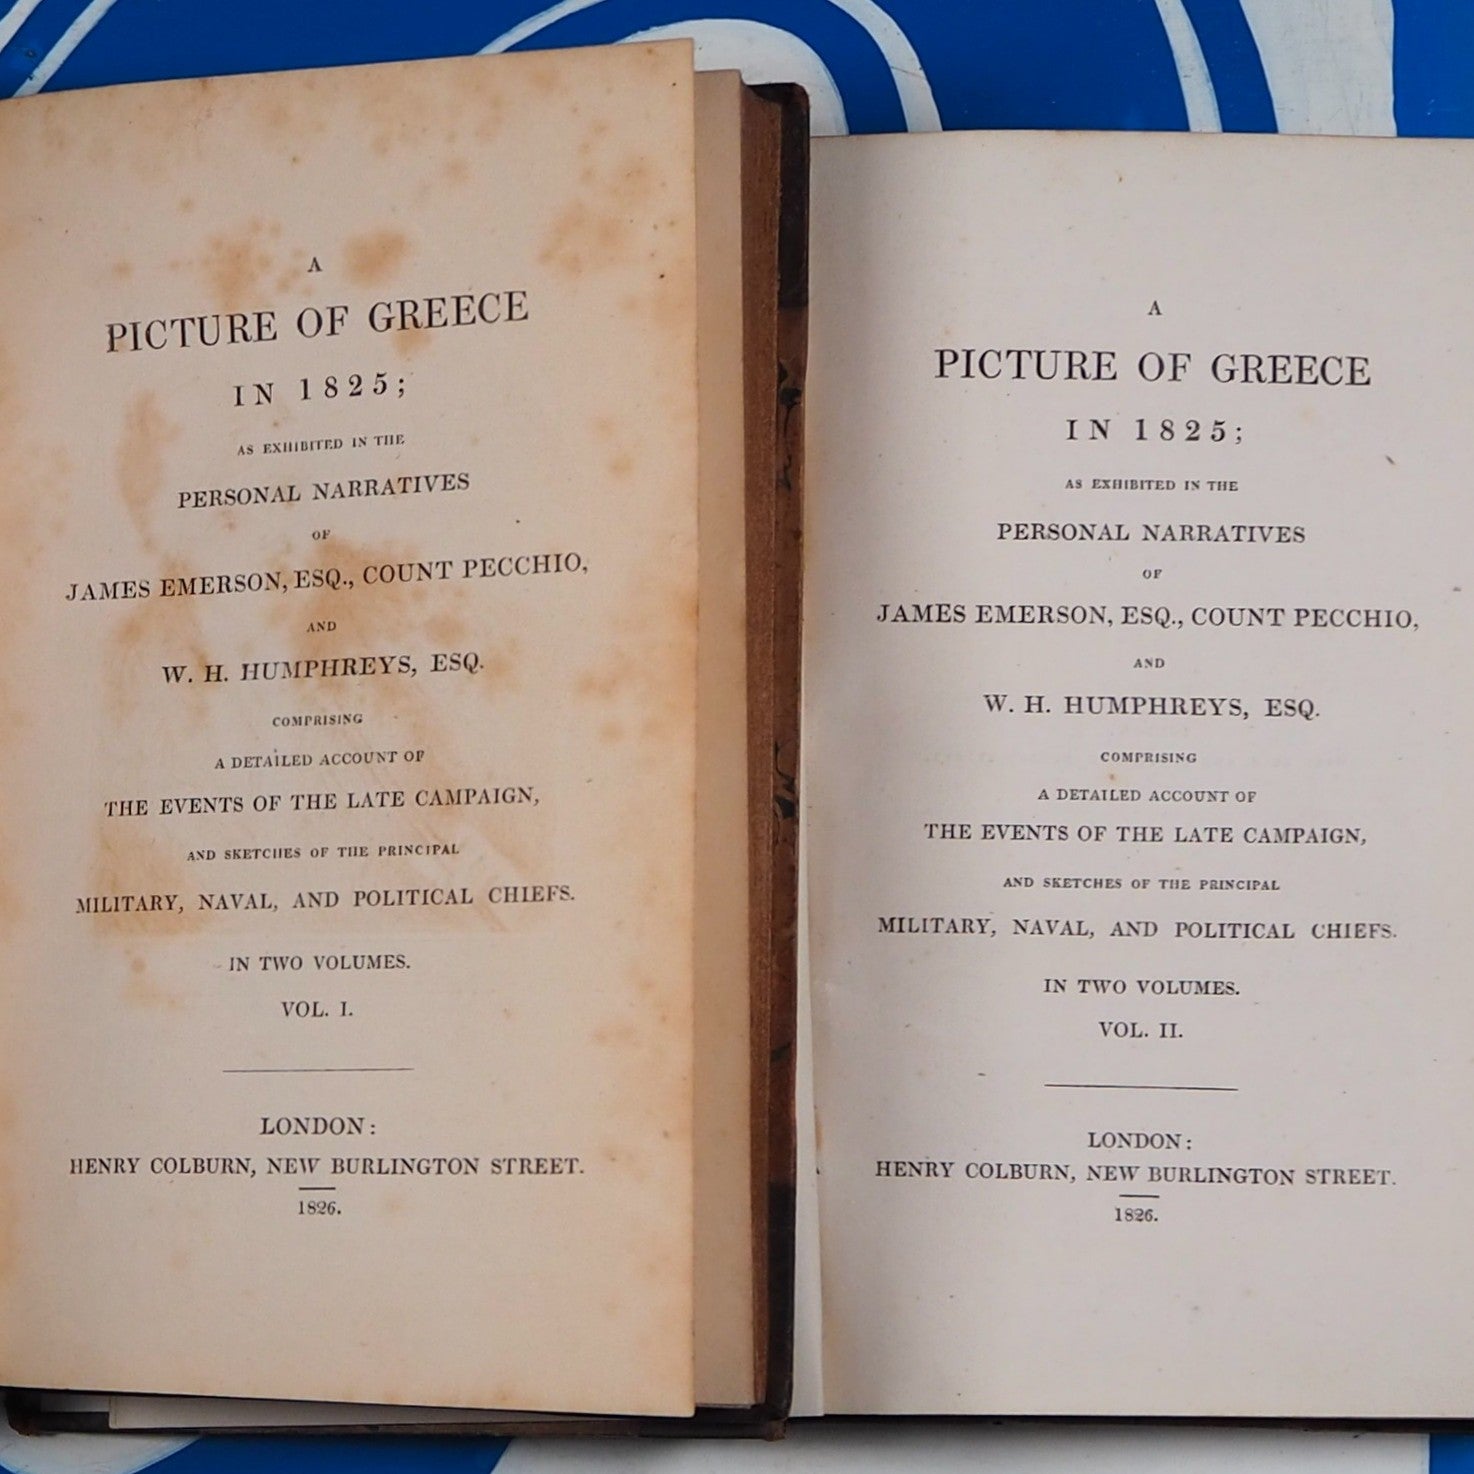 A
PICTURE OF GREECE
IN 1825;
AS EXHIBITED IN THE
PERSONAL NARRATIVES
OF
JAMES EMERSON, ESQ., COUNT PECCHIO,
AND
W. H. HUMPHREYS, ESQ.
COMPRISING
A DETAILED ACCOUNT OF
THE EVENTS OF THE LATE CAMPAIGN,
AND SKETCHES OF THE PRINCIPAL
MILITARY, NAVAL, AND POLITICAL CHIEFS.
IN TWO VOLUMES.
VOL. I.
LONDON:
HENRY COLBURN, NEW BURLINGTON STREET.
1826.
A
PICTURE OF GREECE
IN 1825;
AS EXHIBITED IN THE
PERSONAL NARRATIVES
OF
JAMES EMERSON, ESQ., COUNT PECCHIO,
AND
W. H. HUMPHREYS, ESQ.
COMPRISING
A DETAILED ACCOUNT OF
THE EVENTS OF THE LATE CAMPAIGN,
AND SKETCHES OF THE PRINCIPAL
MILITARY, NAVAL, AND POLITICAL CHIEFS.
IN TWO VOLUMES.
VOL. II.
LONDON:
HENRY COLBURN, NEW BURLINGTON STREET.
1826.